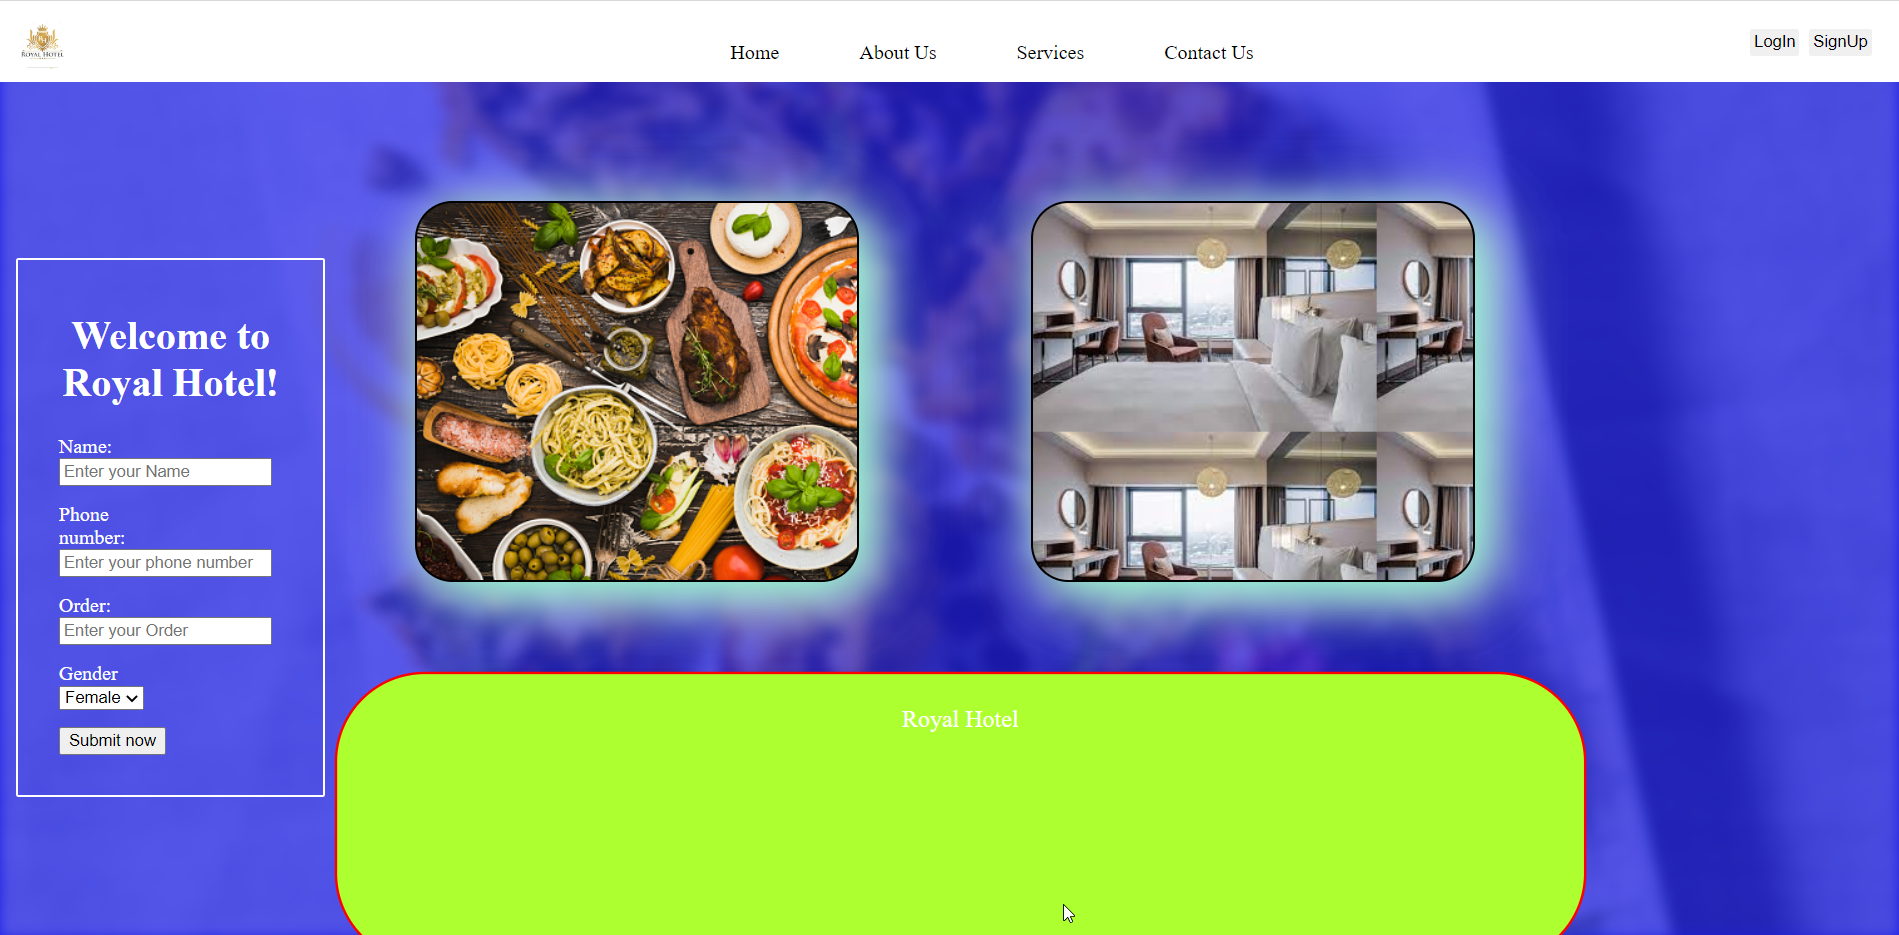 ROYAL HOTEL
Home About Us Services Contact Us
LogIn SignUp
Welcome to
Royal Hotel!
Name:
Enter your Name
Phone
number:
Enter your phone number
Order:
Enter your Order
Gender
Female
Submit now
Royal Hotel